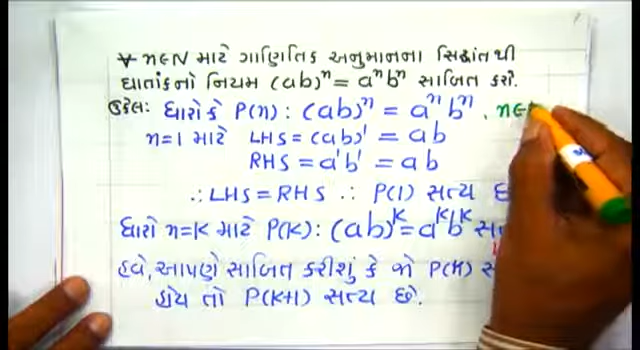 ∀ n∈N માટે ગાણિતિક અનુમાનના સિદ્ધાંતથી
ઘાતાંકનો નિયમ (ab)ⁿ = aⁿbⁿ સાબિત કરો.
ઉકેલ: ધારો કે P(n) : (ab)ⁿ = aⁿ bⁿ , n∈
n=1 માટે LHS = (ab)¹ = ab
RHS = a¹b¹ = ab
∴ LHS = RHS ∴ P(1) સત્ય
ધારો n=k માટે P(k) : (ab)ᵏ = aᵏbᵏ
હવે, આપણે સાબિત કરીશું કે જો P(k)
હોય તો P(k+1) સત્ય છે.